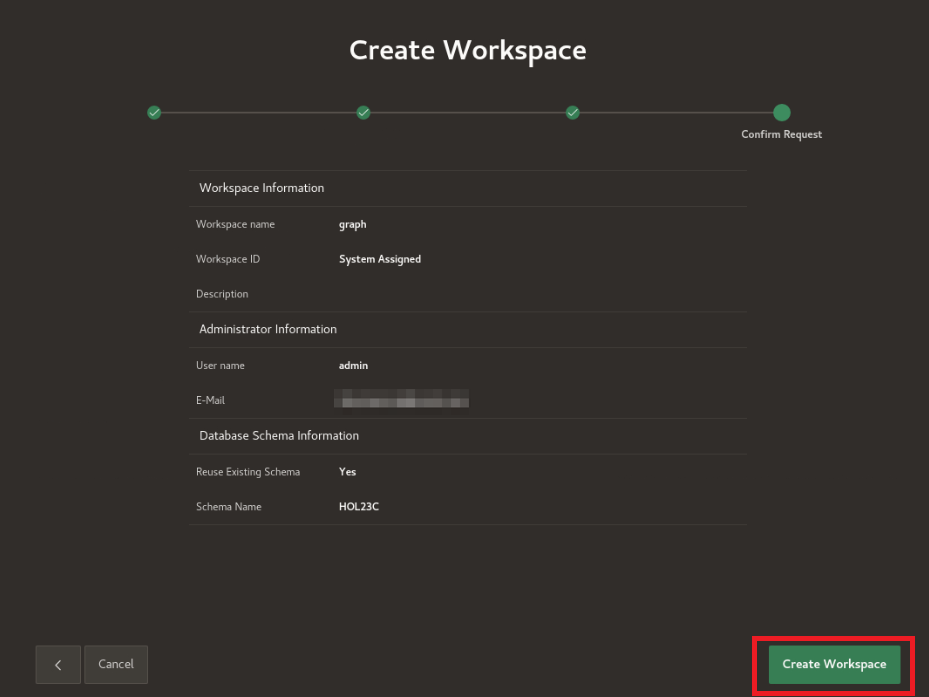 Create Workspace
Confirm Request
Workspace Information
Workspace name graph
Workspace ID System Assigned
Description
Administrator Information
User name admin
E-Mail
Database Schema Information
Reuse Existing Schema Yes
Schema Name HOL23C
Cancel Create Workspace